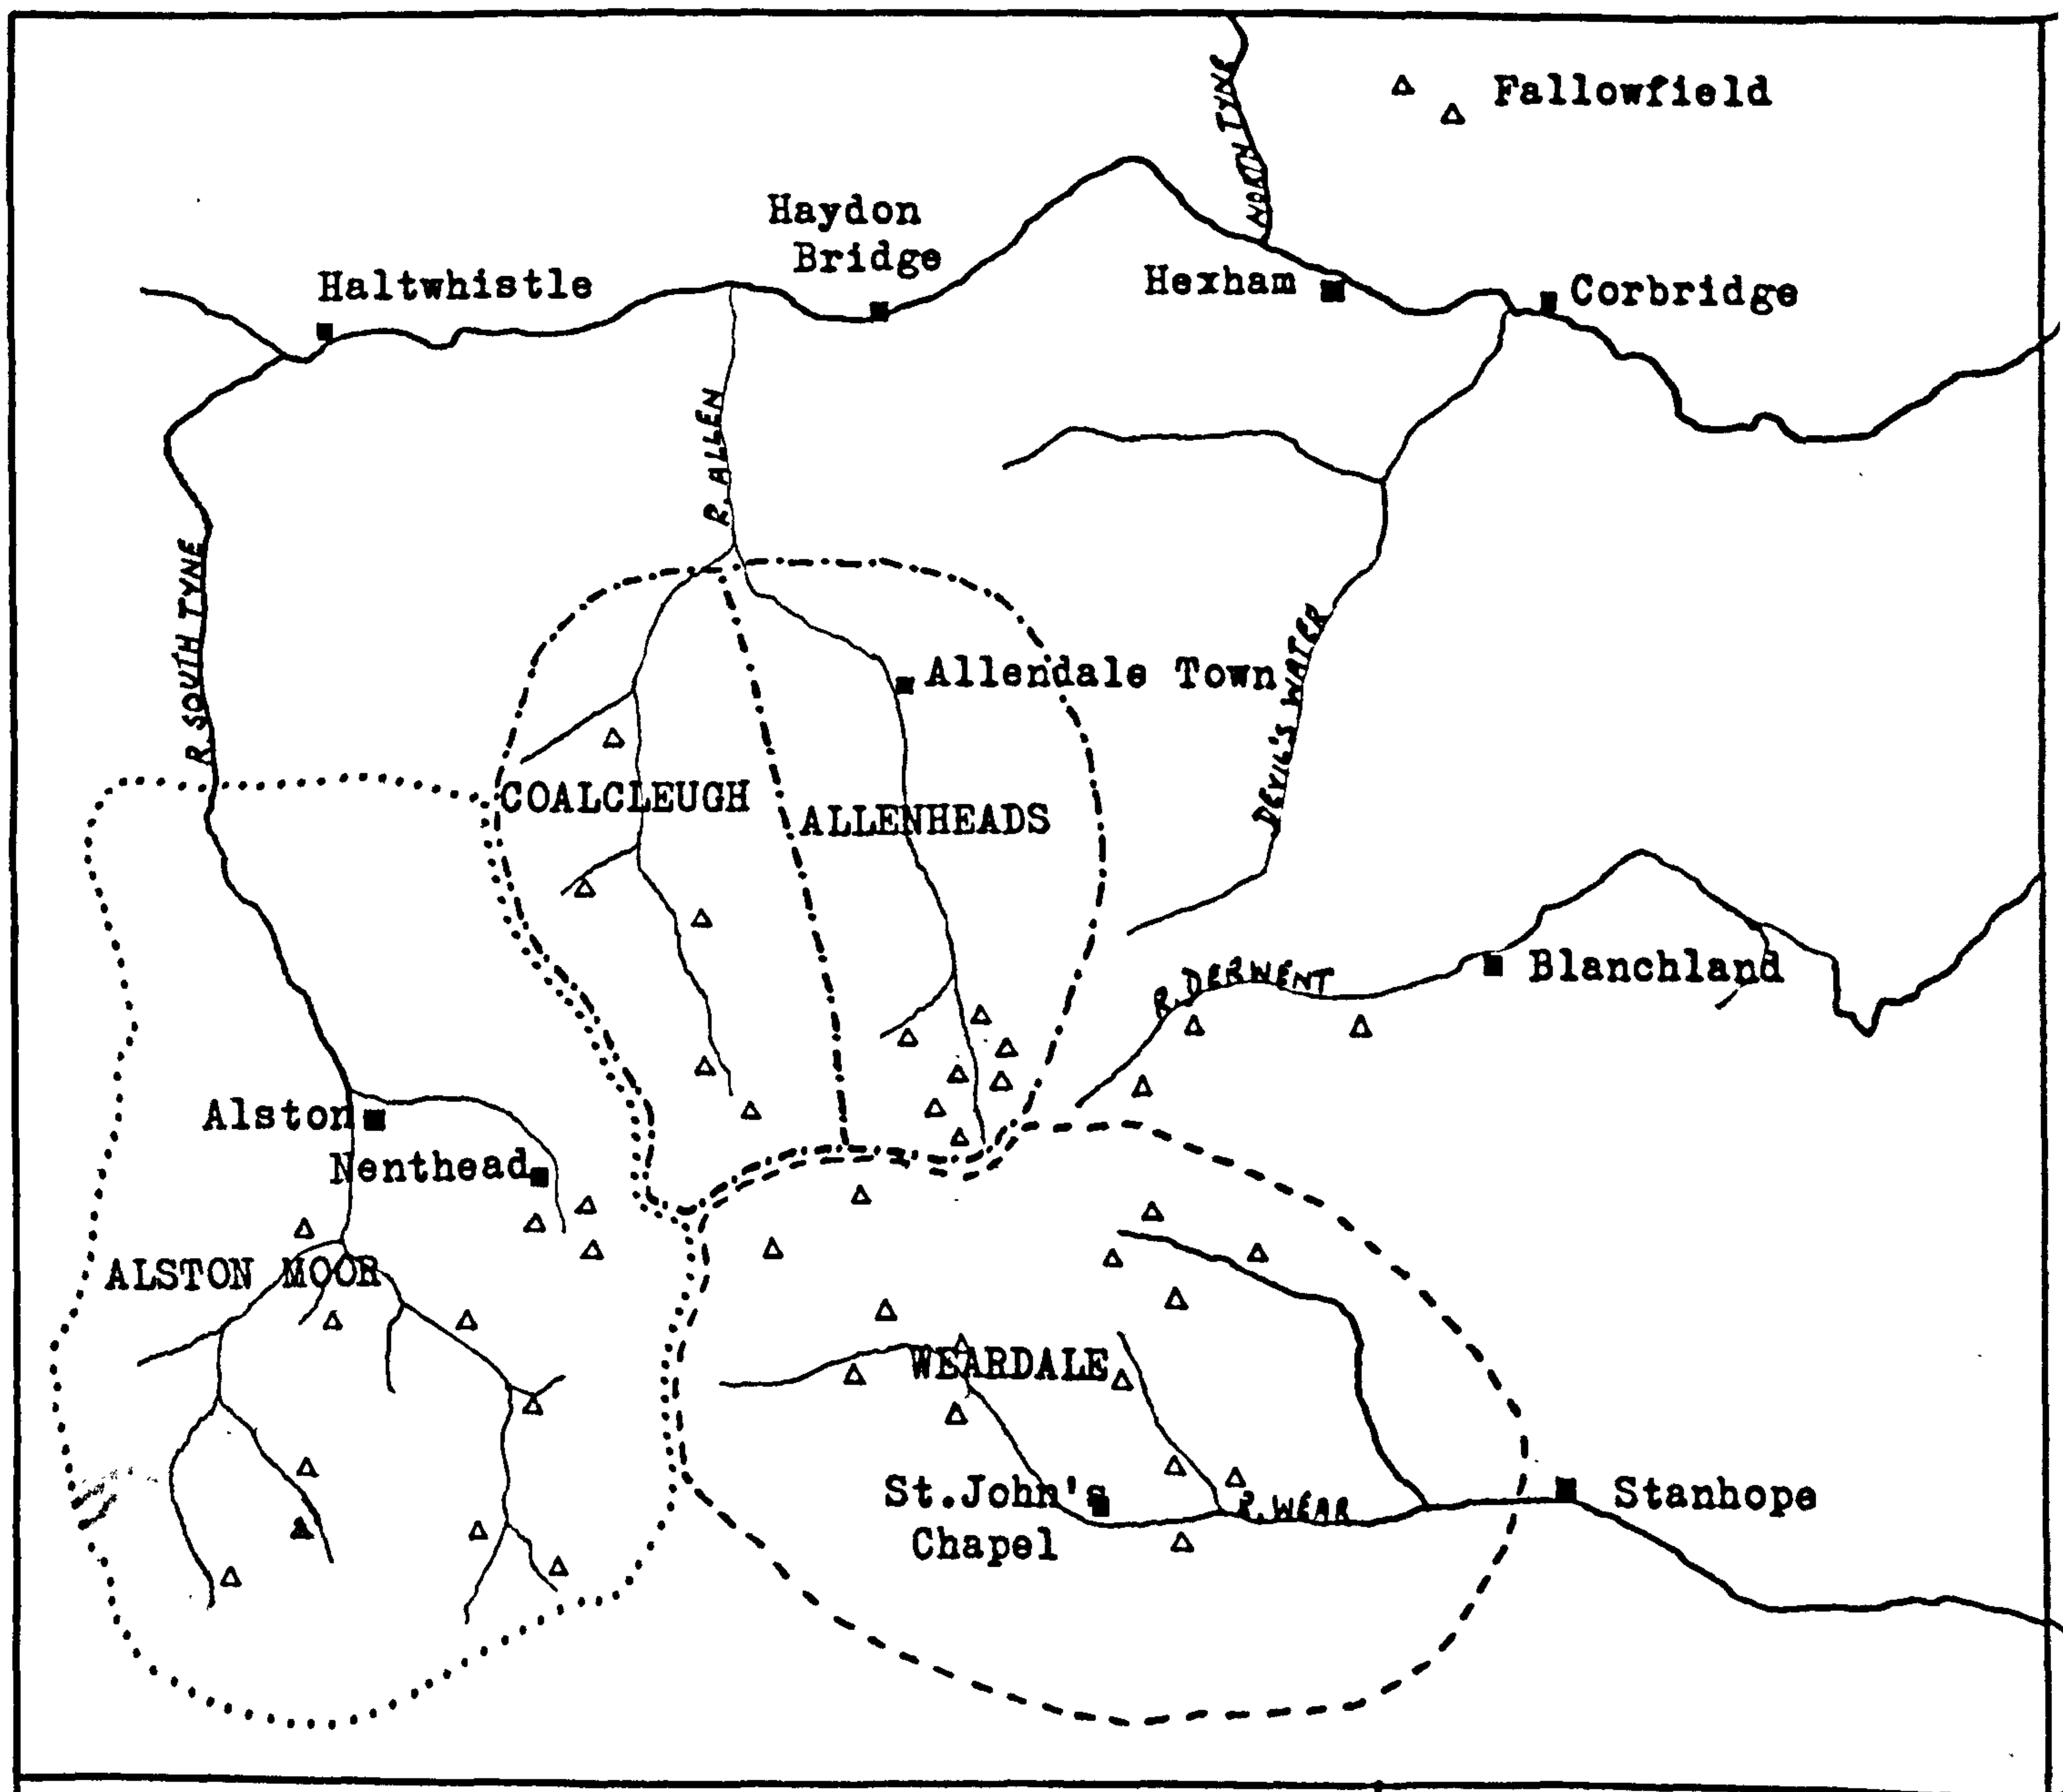 Fallowfield
NORTH TYNE
Haydon
Bridge
Haltwhistle
Hexham
Corbridge
R. ALLEN
R. SOUTH TYNE
DEVIL'S WATER
Allendale Town
COALCLEUGH
ALLENHEADS
R. DERWENT
Blanchland
Alston
Nenthead
ALSTON MOOR
WEARDALE
St.John's
Chapel
R. WEAR
Stanhope